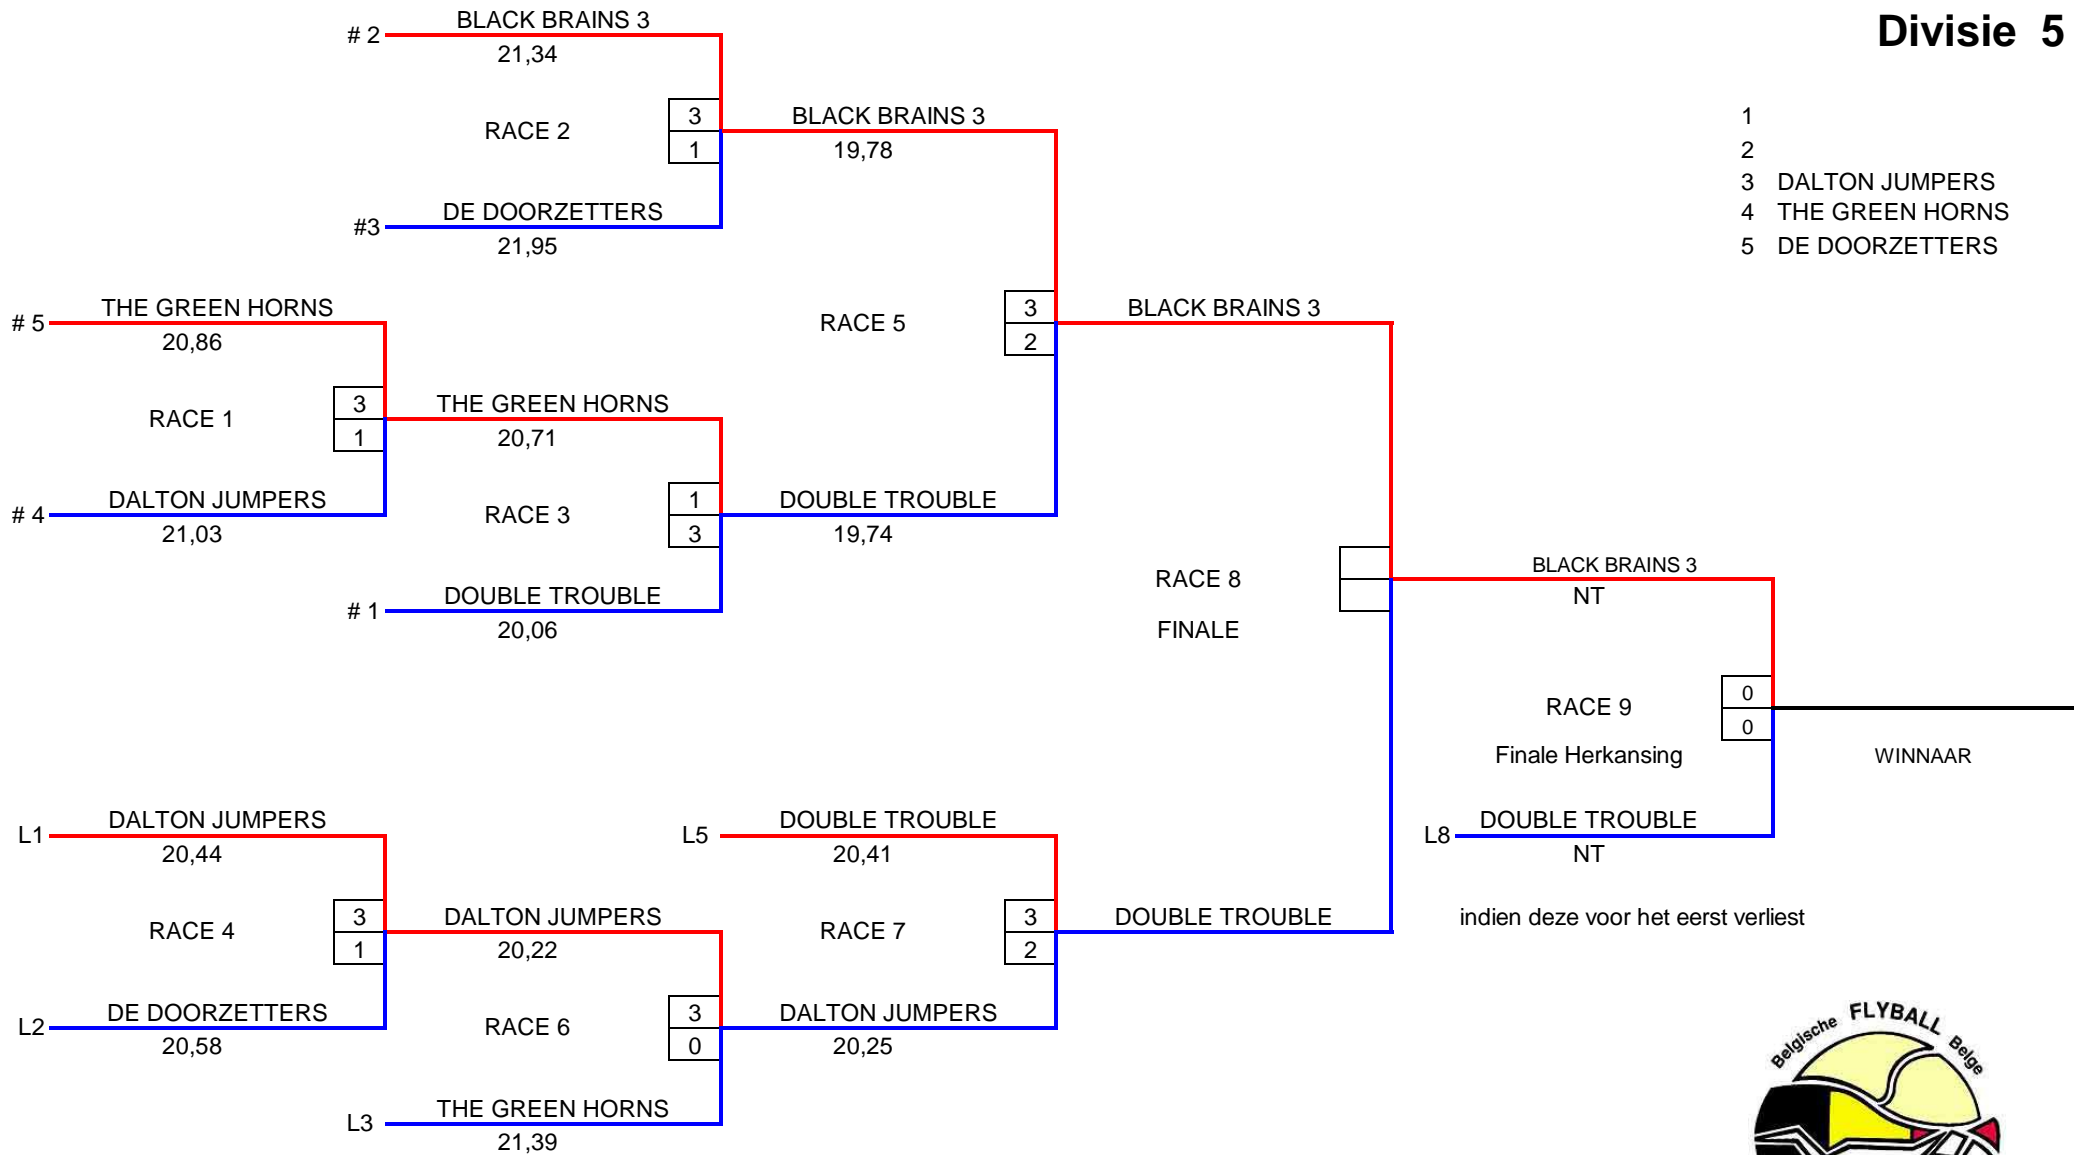 BLACK BRAINS 3
# 2
21,34
Divisie 5
RACE 2
3
1
BLACK BRAINS 3
19,78
DE DOORZETTERS
#3
21,95
1
2
3 DALTON JUMPERS
4 THE GREEN HORNS
5 DE DOORZETTERS
THE GREEN HORNS
# 5
20,86
RACE 5
3
2
BLACK BRAINS 3
RACE 1
3
1
THE GREEN HORNS
20,71
DALTON JUMPERS
# 4
21,03
RACE 3
1
3
DOUBLE TROUBLE
19,74
DOUBLE TROUBLE
# 1
20,06
RACE 8
FINALE
BLACK BRAINS 3
NT
RACE 9
0
0
Finale Herkansing
WINNAAR
DOUBLE TROUBLE
L8
NT
indien deze voor het eerst verliest
DALTON JUMPERS
L1
20,44
DOUBLE TROUBLE
L5
20,41
RACE 4
3
1
DALTON JUMPERS
20,22
RACE 7
3
2
DOUBLE TROUBLE
DE DOORZETTERS
L2
20,58
RACE 6
3
0
DALTON JUMPERS
20,25
THE GREEN HORNS
L3
21,39
Belgische FLYBALL Belge